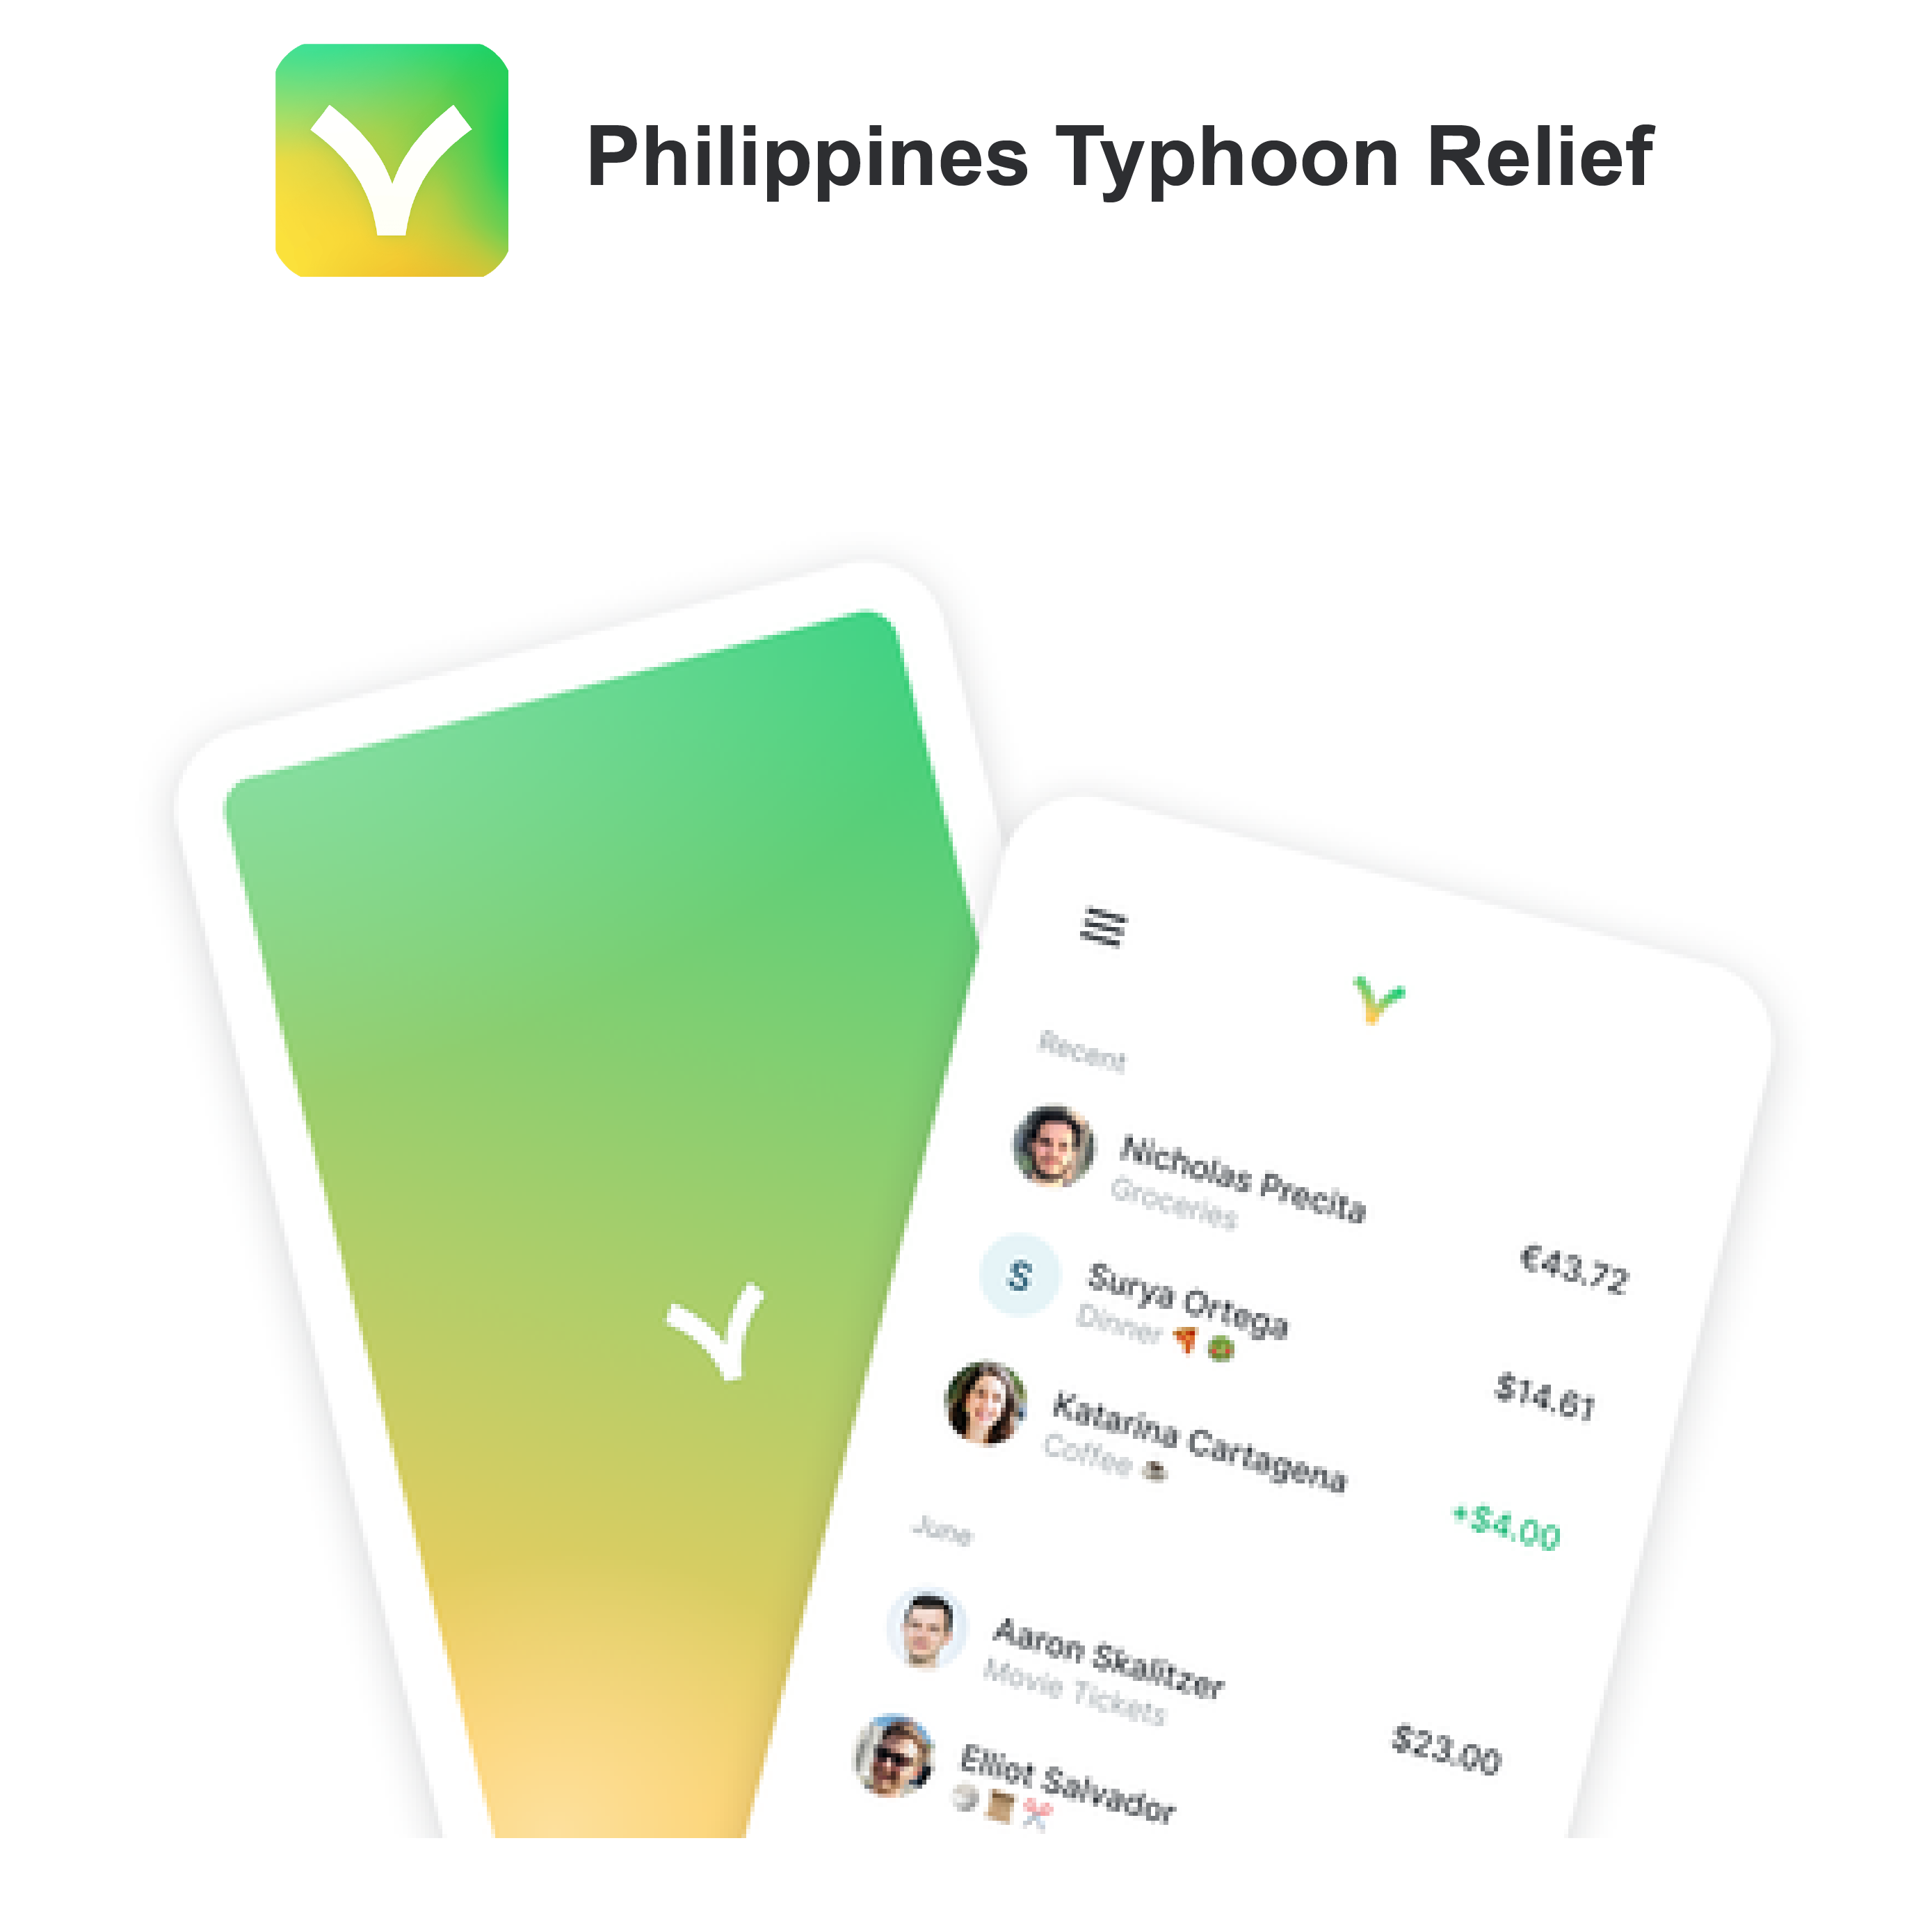 Philippines Typhoon Relief
Recent
Nicholas Precita
Groceries
€43.72
Surya Ortega
Dinner
$14.61
Katarina Cartagena
Coffee
+$4.00
June
Aaron Skalitzer
Movie Tickets
$23.00
Elliot Salvador
S